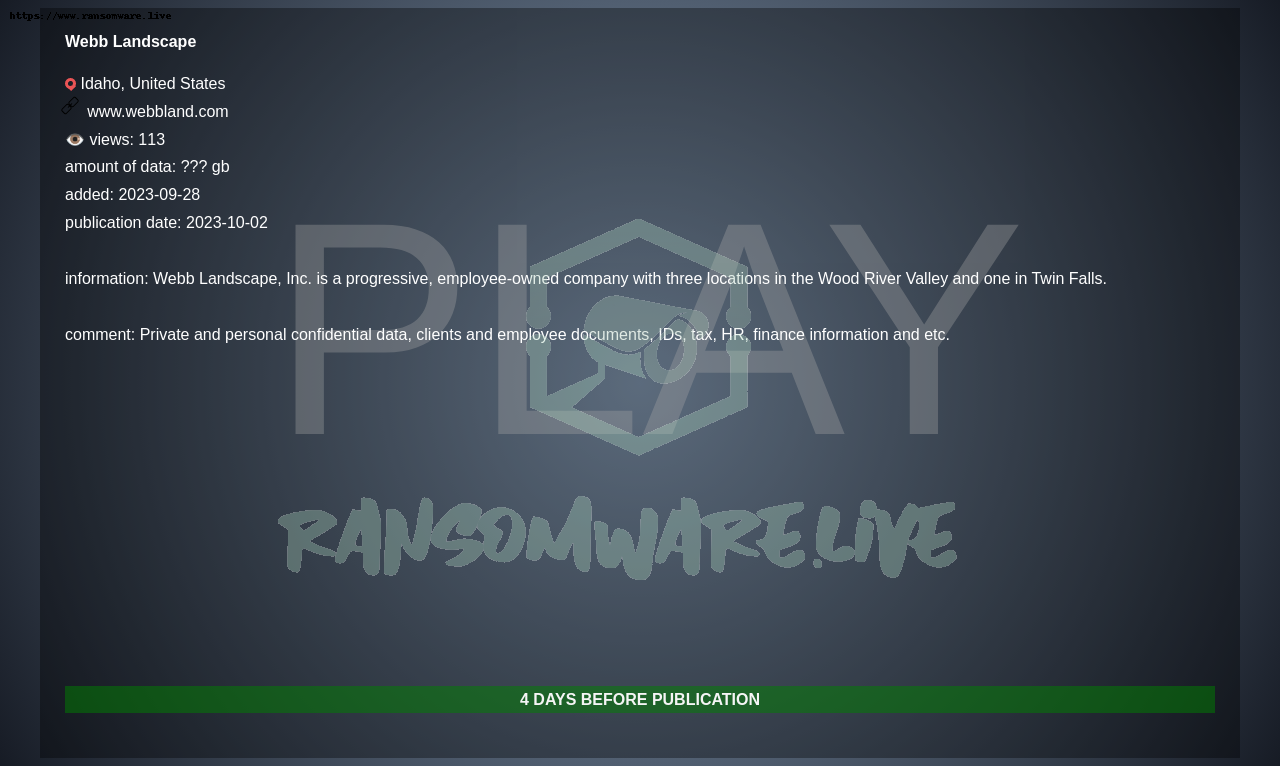 https://www.ransomware.live
Webb Landscape
Idaho, United States
www.webbland.com
views: 113
amount of data: ??? gb
added: 2023-09-28
publication date: 2023-10-02
PLAY
information: Webb Landscape, Inc. is a progressive, employee-owned company with three locations in the Wood River Valley and one in Twin Falls.
comment: Private and personal confidential data, clients and employee documents, IDs, tax, HR, finance information and etc.
RANSOMWARE.LIVE
4 DAYS BEFORE PUBLICATION